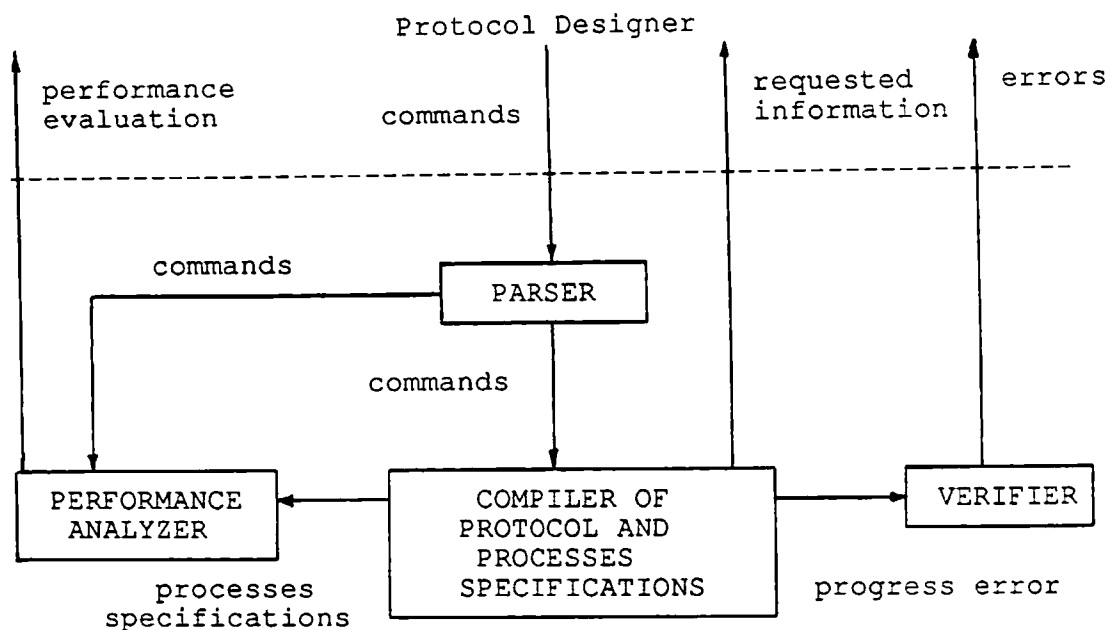 Protocol Designer
performance
evaluation
commands
requested
information
errors
commands
PARSER
commands
PERFORMANCE
ANALYZER
COMPILER OF
PROTOCOL AND
PROCESSES
SPECIFICATIONS
VERIFIER
processes
specifications
progress error